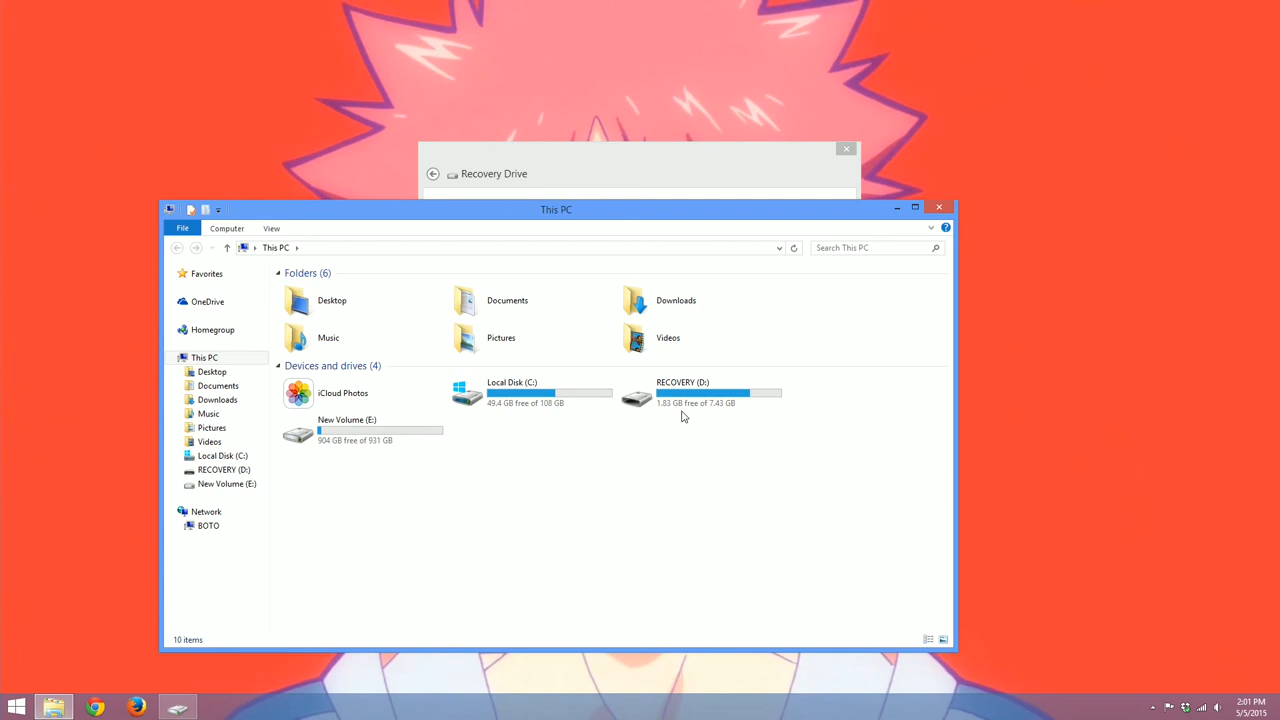 Recovery Drive
This PC
File Computer View
This PC
Search This PC
Favorites
OneDrive
Homegroup
This PC
Desktop
Documents
Downloads
Music
Pictures
Videos
Local Disk (C:)
RECOVERY (D:)
New Volume (E:)
Network
BOTO
Folders (6)
Desktop
Documents
Downloads
Music
Pictures
Videos
Devices and drives (4)
iCloud Photos
Local Disk (C:)
49.4 GB free of 108 GB
RECOVERY (D:)
1.83 GB free of 7.43 GB
New Volume (E:)
904 GB free of 931 GB
10 items
2:01 PM
5/5/2015